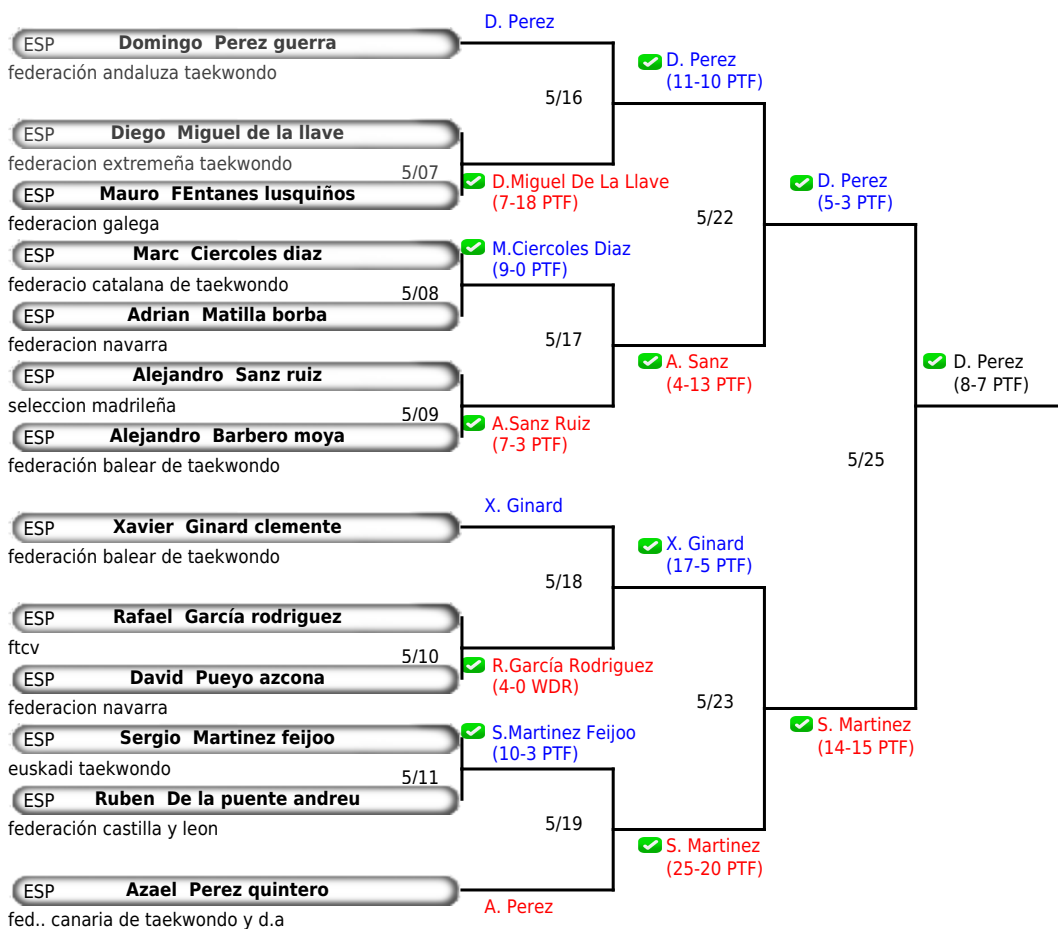 D. Perez
ESP Domingo Perez guerra
federación andaluza taekwondo
D. Perez
(11-10 PTF)
5/16
ESP Diego Miguel de la llave
federacion extremeña taekwondo
5/07
D.Miguel De La Llave
(7-18 PTF)
ESP Mauro FEntanes lusquiños
federacion galega
D. Perez
(5-3 PTF)
5/22
ESP Marc Ciercoles diaz
federacio catalana de taekwondo
M.Ciercoles Diaz
(9-0 PTF)
5/08
ESP Adrian Matilla borba
federacion navarra
5/17
A. Sanz
(4-13 PTF)
D. Perez
(8-7 PTF)
ESP Alejandro Sanz ruiz
seleccion madrileña
5/09
A.Sanz Ruiz
(7-3 PTF)
ESP Alejandro Barbero moya
federación balear de taekwondo
5/25
X. Ginard
ESP Xavier Ginard clemente
federación balear de taekwondo
X. Ginard
(17-5 PTF)
5/18
ESP Rafael García rodriguez
ftcv
5/10
R.García Rodriguez
(4-0 WDR)
ESP David Pueyo azcona
federacion navarra
5/23
S. Martinez
(14-15 PTF)
ESP Sergio Martinez feijoo
euskadi taekwondo
S.Martinez Feijoo
(10-3 PTF)
5/11
ESP Ruben De la puente andreu
federación castilla y leon
5/19
S. Martinez
(25-20 PTF)
ESP Azael Perez quintero
fed.. canaria de taekwondo y d.a
A. Perez